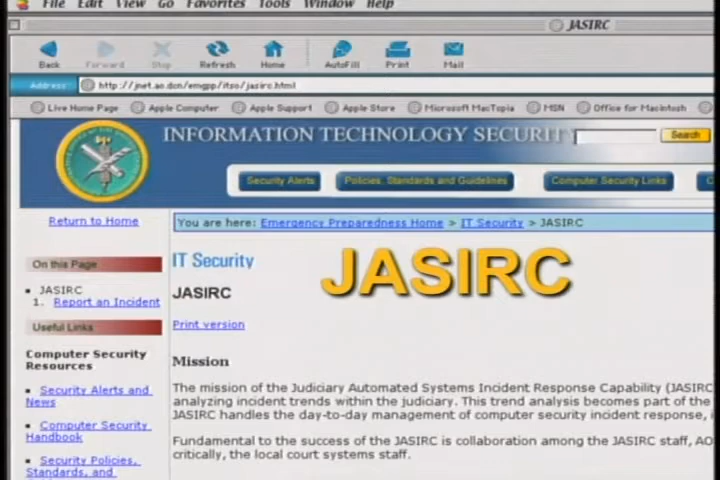 File Edit View Go Favorites Tools Window Help
JASIRC
Back Forward Stop Refresh Home AutoFill Print Mail
Address: http://jnet.ao.dcn/emgpp/itso/jasirc.html
Live Home Page Apple Computer Apple Support Apple Store Microsoft MacTopia MSN Office for Macintosh
INFORMATION TECHNOLOGY SECURITY Search
Security Alerts Policies, Standards and Guidelines Computer Security Links
Return to Home
You are here: Emergency Preparedness Home > IT Security > JASIRC
On this Page
IT Security
JASIRC
JASIRC
JASIRC
1. Report an Incident
Print version
Useful Links
Computer Security
Resources
Mission
Security Alerts and
News
The mission of the Judiciary Automated Systems Incident Response Capability (JASIRC
analyzing incident trends within the judiciary. This trend analysis becomes part of the
JASIRC handles the day-to-day management of computer security incident response, i
Computer Security
Handbook
Fundamental to the success of the JASIRC is collaboration among the JASIRC staff, AO
critically, the local court systems staff.
Security Policies,
Standards, and